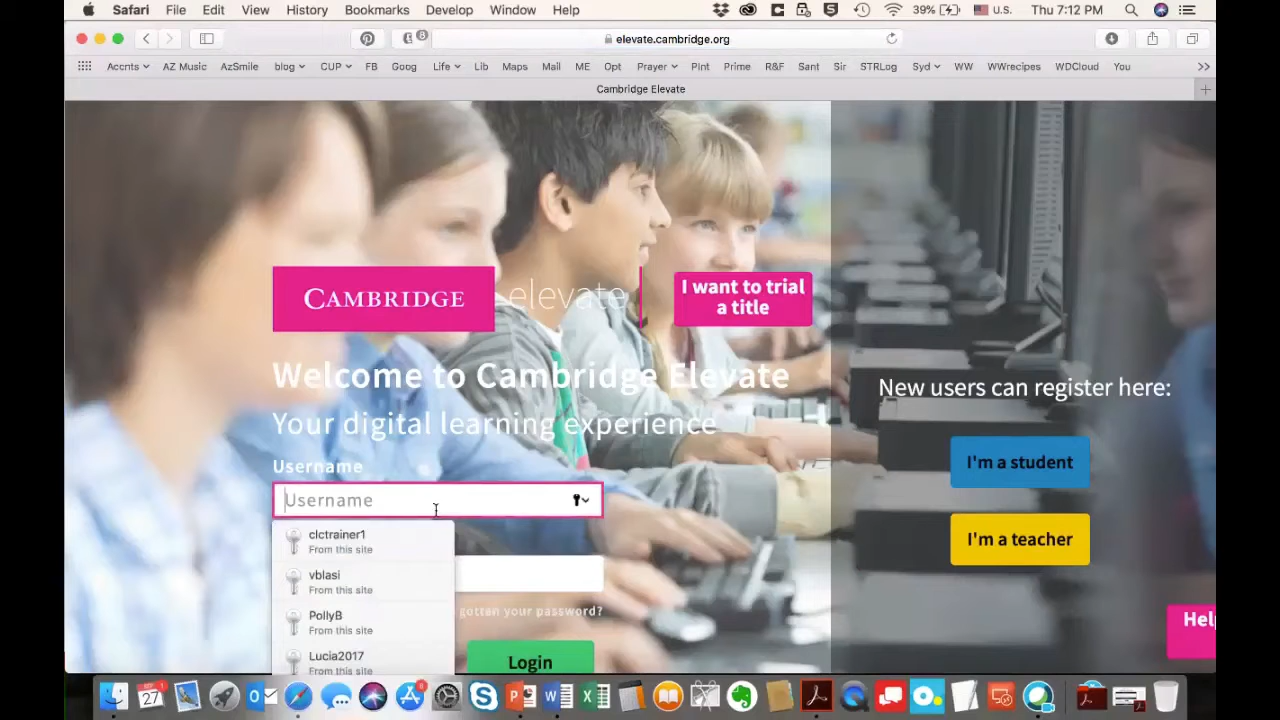 Safari File Edit View History Bookmarks Develop Window Help 39% U.S. Thu 7:12 PM
8 elevate.cambridge.org
Accnts AZ Music AzSmile blog CUP FB Goog Life Lib Maps Mail ME Opt Prayer PInt Prime R&F Sant Sir STRLog Syd WW WWrecipes WDCloud You
Cambridge Elevate
CAMBRIDGE elevate
I want to trial
a title
Welcome to Cambridge Elevate
Your digital learning experience
New users can register here:
I'm a student
I'm a teacher
Username
Username
clctrainer1
From this site
vblasi
From this site
PollyB
From this site
Lucia2017
From this site
gotten your password?
Login
Hel
27